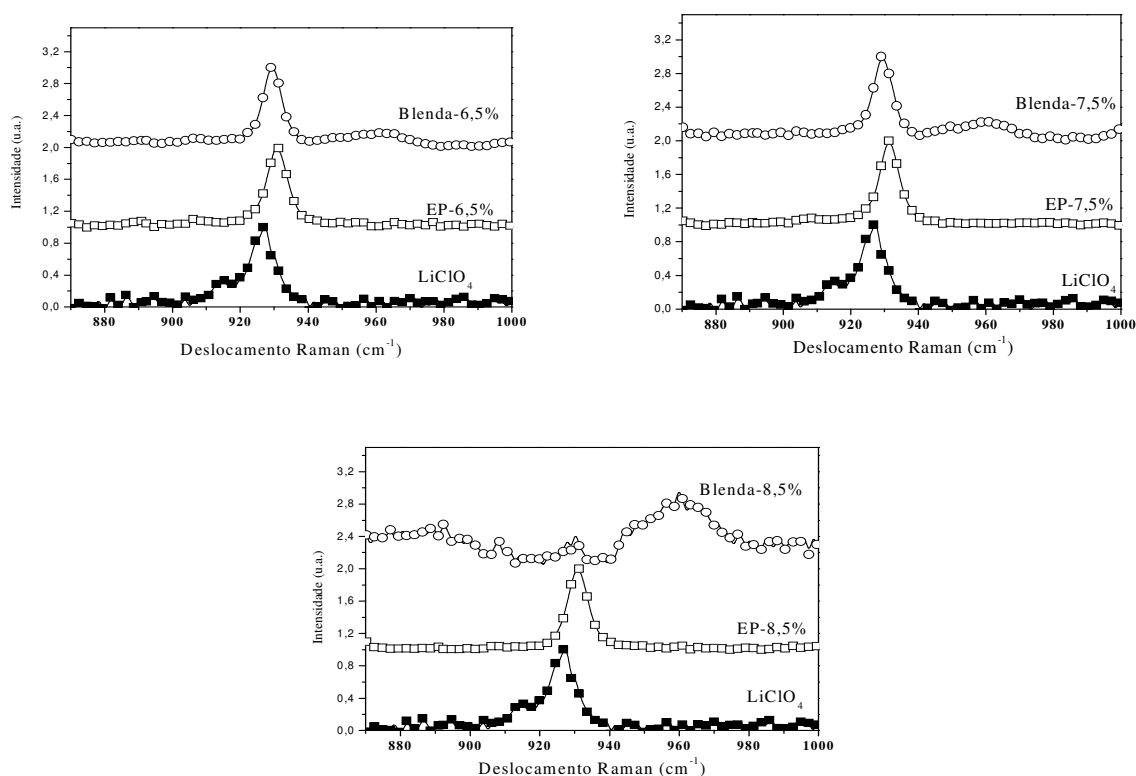 3,2
2,8
2,4
2,0
1,6
1,2
0,8
0,4
0,0
Intensidade (u.a.)
Blenda-6,5%
EP-6,5%
LiClO4
880 900 920 940 960 980 1000
Deslocamento Raman (cm-1)
3,2
2,8
2,4
2,0
1,6
1,2
0,8
0,4
0,0
Intensidade (u.a.)
Blenda-7,5%
EP-7,5%
LiClO4
880 900 920 940 960 980 1000
Deslocamento Raman (cm-1)
3,2
2,8
2,4
2,0
1,6
1,2
0,8
0,4
0,0
Intensidade (u.a.)
Blenda-8,5%
EP-8,5%
LiClO4
880 900 920 940 960 980 1000
Deslocamento Raman (cm-1)